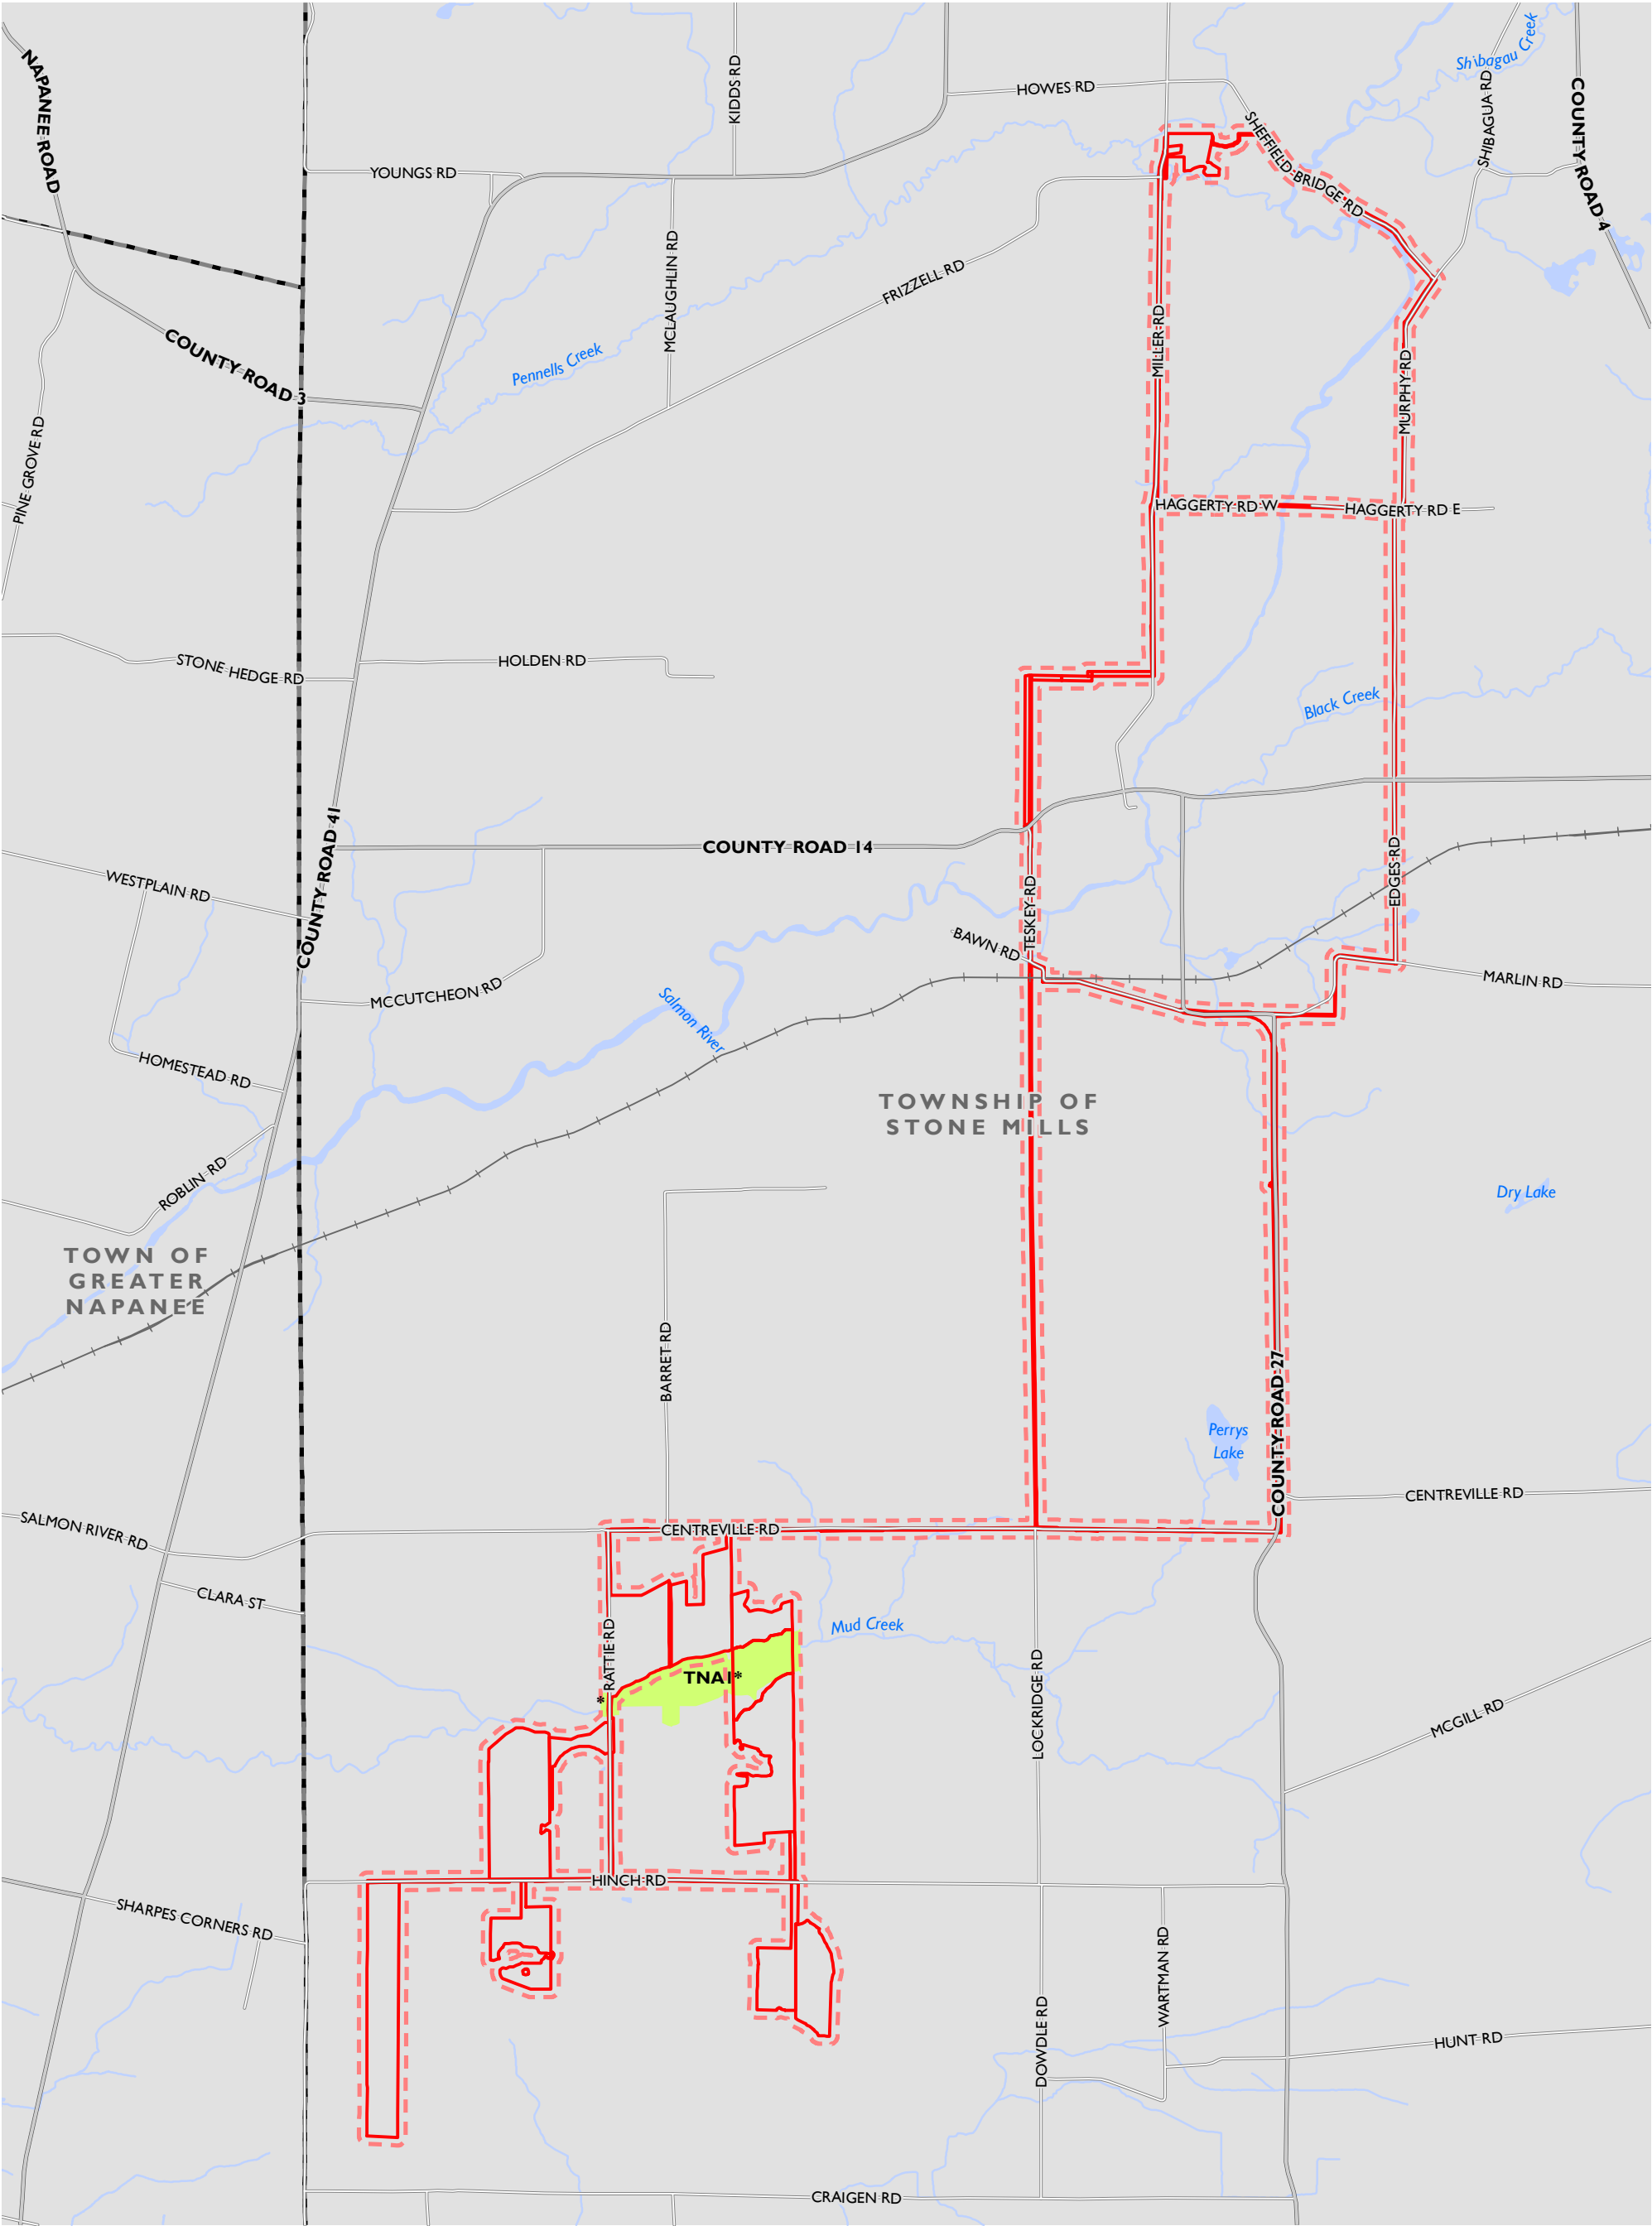 Shibagau Creek
NAPANEE ROAD
KIDDS RD
HOWES RD
SHIBAGUA RD
COUNTY ROAD 4
SHEFFIELD BRIDGE RD
YOUNGS RD
MCLAUGHLIN RD
FRIZZELL RD
MILLER RD
COUNTY ROAD 3
Pennells Creek
MURPHY RD
PINE GROVE RD
HAGGERTY RD W
HAGGERTY RD E
STONE HEDGE RD
HOLDEN RD
Black Creek
COUNTY ROAD 41
COUNTY ROAD 14
WESTPLAIN RD
TESKEY RD
EDGES RD
BAWN RD
MARLIN RD
MCCUTCHEON RD
Salmon River
HOMESTEAD RD
TOWNSHIP OF
STONE MILLS
ROBLIN RD
Dry Lake
TOWN OF
GREATER
NAPANEE
BARRET RD
COUNTY ROAD 27
Perrys
Lake
CENTREVILLE RD
SALMON RIVER RD
CENTREVILLE RD
CLARA ST
Mud Creek
RATTIE RD
*
TNAI*
LOCKRIDGE RD
MCGILL RD
HINCH RD
SHARPES CORNERS RD
WARTMAN RD
DOWDLE RD
HUNT RD
CRAIGEN RD